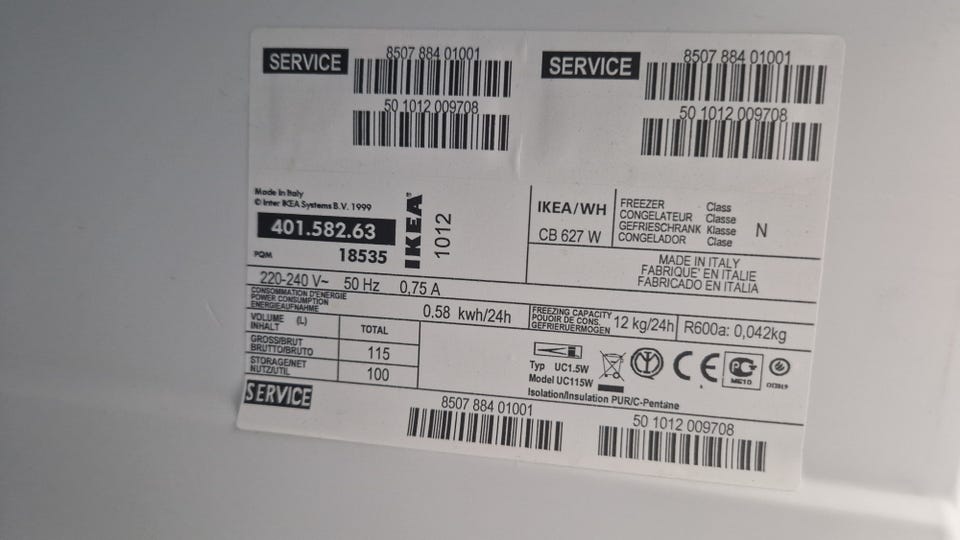 SERVICE
8507 884 01001
50 1012 009708
SERVICE
8507 884 01001
50 1012 009708
Made in Italy
© Inter IKEA Systems B.V. 1999
401.582.63
PQM 18535
IKEA®
1012
IKEA/WH
CB 627 W
FREEZER Class
CONGELATEUR Classe
GEFRIESCHRANK Klasse N
CONGELADOR Clase
MADE IN ITALY
FABRIQUE' EN ITALIE
FABRICADO EN ITALIA
220-240 V~ 50 Hz 0,75 A
CONSOMMATION D'ENERGIE
POWER CONSUMPTION
ENERGIEAUFNAHME
0.58 kwh/24h
FREEZING CAPACITY
POUOIR DE CONS.
GEFRIERUERMOGEN
12 kg/24h
R600a: 0,042kg
VOLUME (L)
INHALT
TOTAL
GROSS/BRUT
BRUTTO/BRUTO
115
STORAGE/NET
NUTZ/UTIL
100
Typ UC1.5W
Model UC115W
CE
ME10
Isolation/Insulation PUR/C-Pentane
SERVICE
8507 884 01001
50 1012 009708